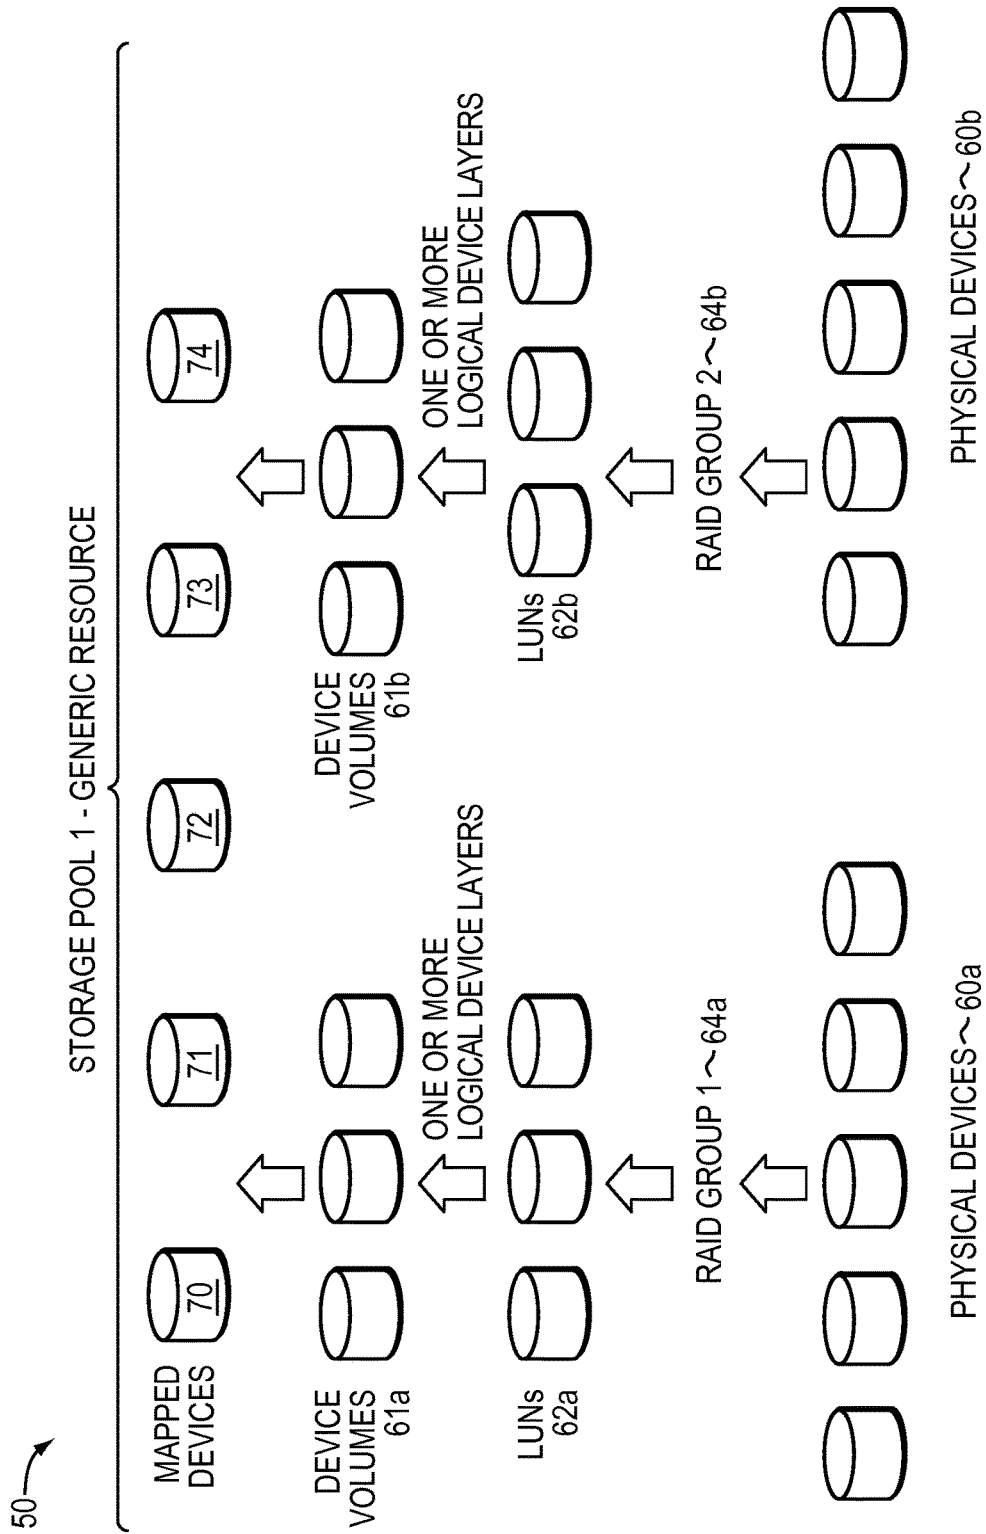 50
STORAGE POOL 1 - GENERIC RESOURCE
MAPPED
DEVICES
70
71
72
73
74
DEVICE
VOLUMES
61a
DEVICE
VOLUMES
61b
ONE OR MORE
LOGICAL DEVICE LAYERS
ONE OR MORE
LOGICAL DEVICE LAYERS
LUNs
62a
LUNs
62b
RAID GROUP 1~64a
RAID GROUP 2~64b
PHYSICAL DEVICES~60a
PHYSICAL DEVICES~60b